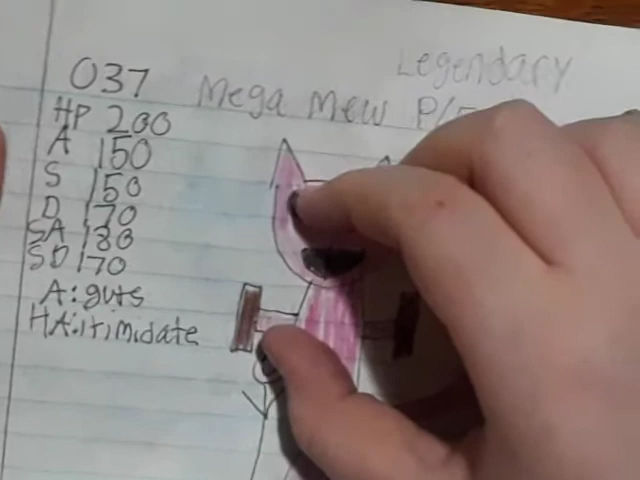 Legendary
037 Mega Mew P/F
HP 200
A 150
S 150
D 170
SA 180
SD 170
A: guts
HA: itimidate